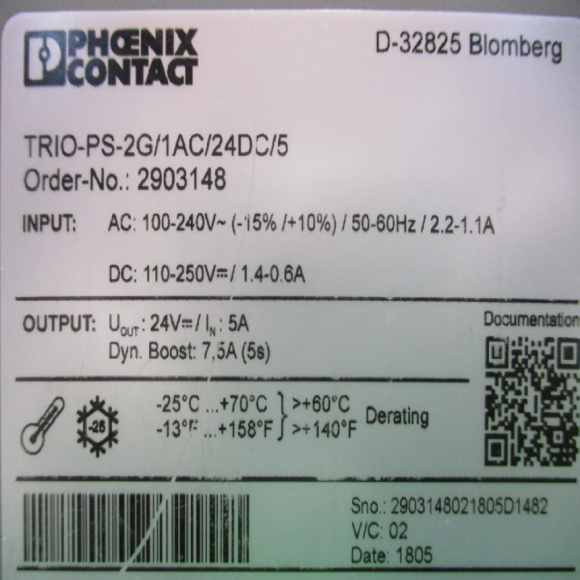 PHŒNIX
CONTACT
D-32825 Blomberg
TRIO-PS-2G/1AC/24DC/5
Order-No.: 2903148
INPUT: AC: 100-240V~ (-15% /+10%) / 50-60Hz / 2.2-1.1A
DC: 110-250V⎓/ 1.4-0.6A
OUTPUT: UOUT: 24V⎓/ IN: 5A
Dyn. Boost: 7,5A (5s)
Documentation
-25
-25°C ...+70°C } >+60°C
-13°F ...+158°F } >+140°F Derating
Sno.: 2903148021805D1482
V/C: 02
Date: 1805